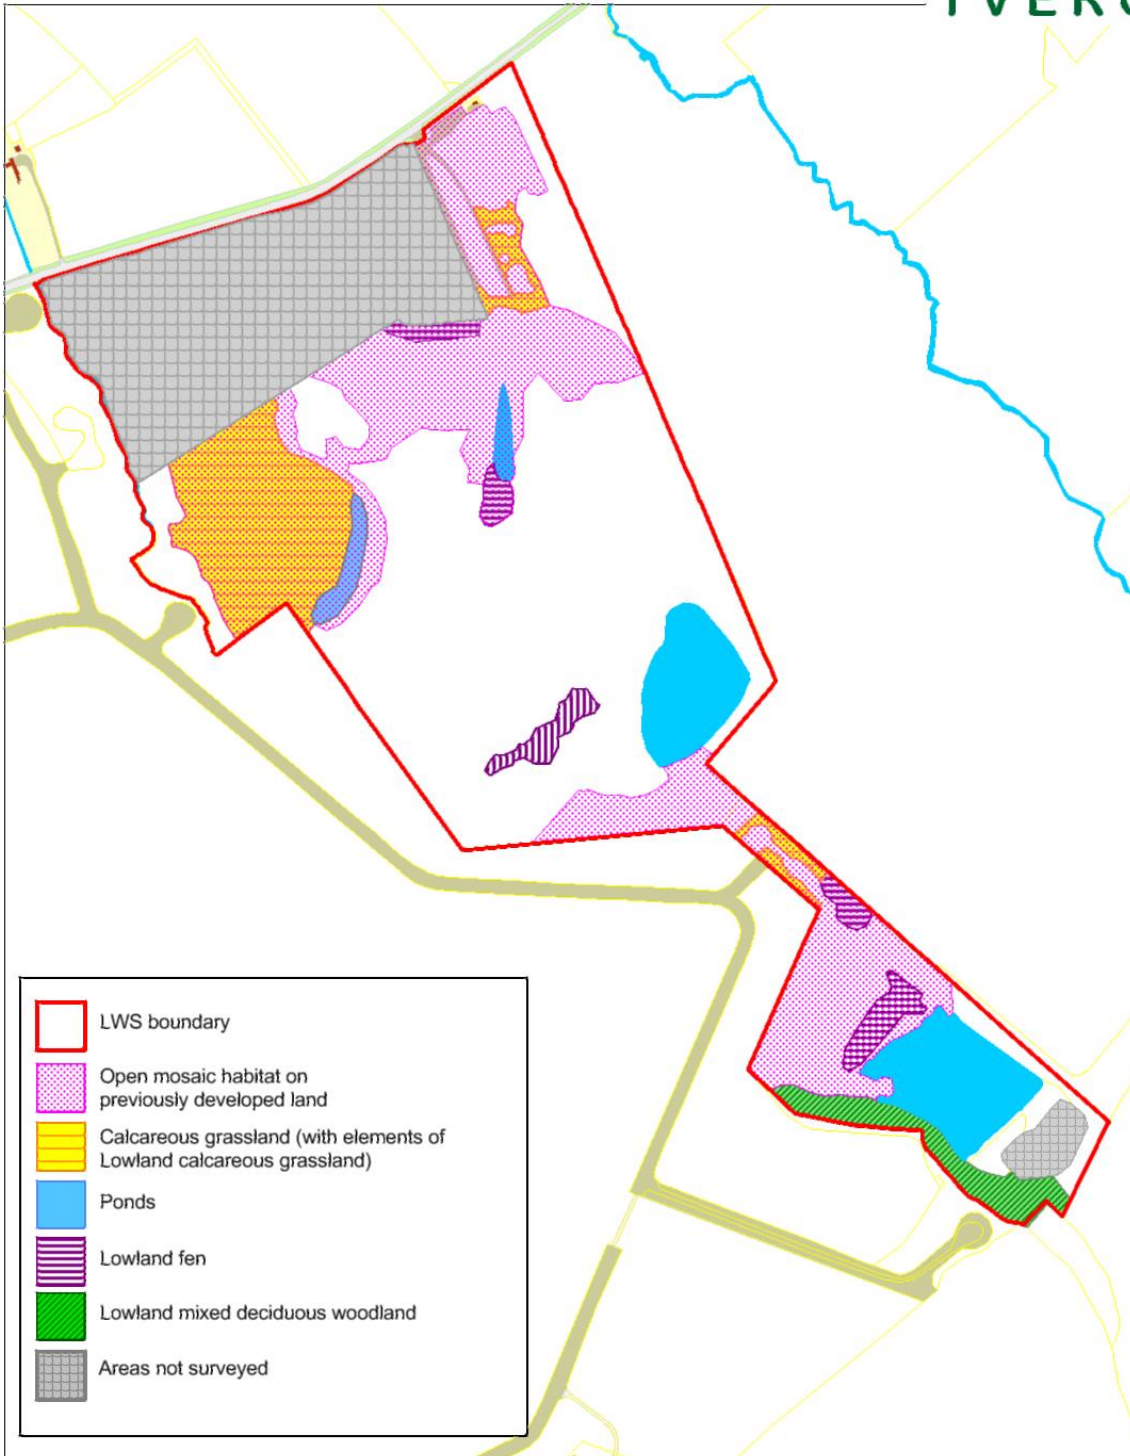 LWS boundary
Open mosaic habitat on
previously developed land
Calcareous grassland (with elements of
Lowland calcareous grassland)
Ponds
Lowland fen
Lowland mixed deciduous woodland
Areas not surveyed